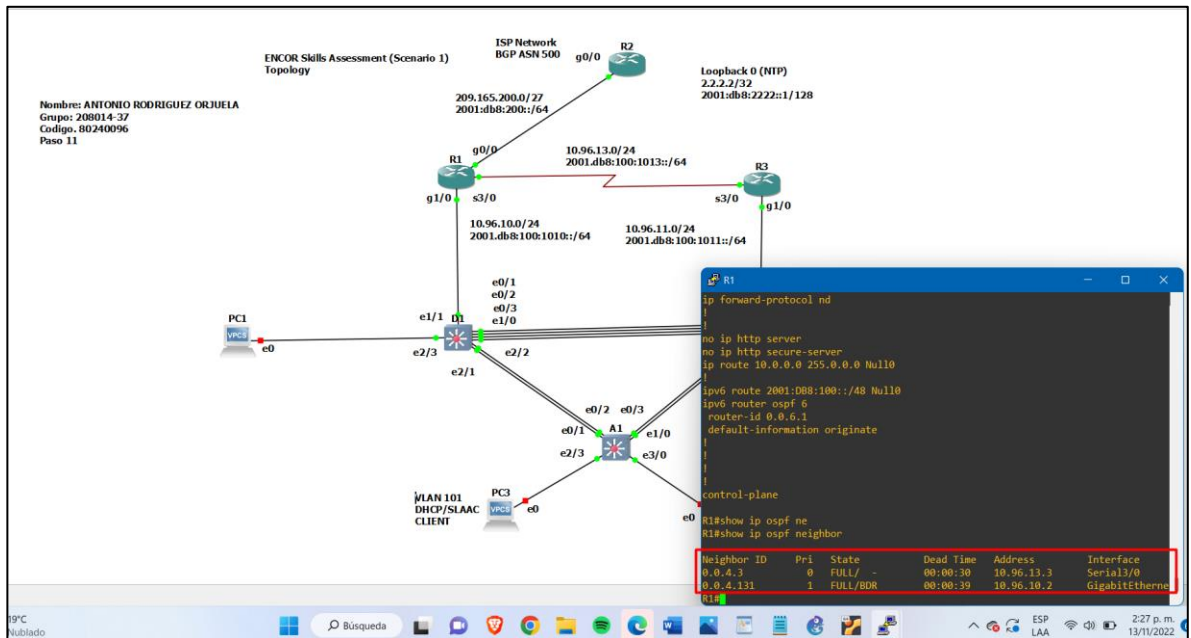 ENCOR Skills Assessment (Scenario 1)
Topology
ISP Network
BGP ASN 500
g0/0
R2
Loopback 0 (NTP)
2.2.2.2/32
2001:db8:2222::1/128
Nombre: ANTONIO RODRIGUEZ ORJUELA
Grupo: 208014-37
Codigo. 80240096
Paso 11
209.165.200.0/27
2001:db8:200::/64
g0/0
R1
10.96.13.0/24
2001.db8:100:1013::/64
R3
g1/0
s3/0
s3/0
g1/0
10.96.10.0/24
2001.db8:100:1010::/64
10.96.11.0/24
2001.db8:100:1011::/64
e0/1
e0/2
e0/3
e1/0
PC1
VPCS
e0
e1/1
D1
e2/3
e2/2
e2/1
e0/2
e0/3
e0/1
A1
e1/0
e2/3
e3/0
VLAN 101
DHCP/SLAAC
CLIENT
PC3
VPCS
e0
e0
R1
ip forward-protocol nd
!
!
no ip http server
no ip http secure-server
ip route 10.0.0.0 255.0.0.0 Null0
!
ipv6 route 2001:DB8:100::/48 Null0
ipv6 router ospf 6
router-id 0.0.6.1
default-information originate
!
!
!
!
control-plane
R1#show ip ospf ne
R1#show ip ospf neighbor
Neighbor ID Pri State Dead Time Address Interface
0.0.4.3 0 FULL/ - 00:00:30 10.96.13.3 Serial3/0
0.0.4.131 1 FULL/BDR 00:00:39 10.96.10.2 GigabitEtherne
R1#
19°C
Nublado
Búsqueda
ESP
LAA
2:27 p. m.
13/11/2022